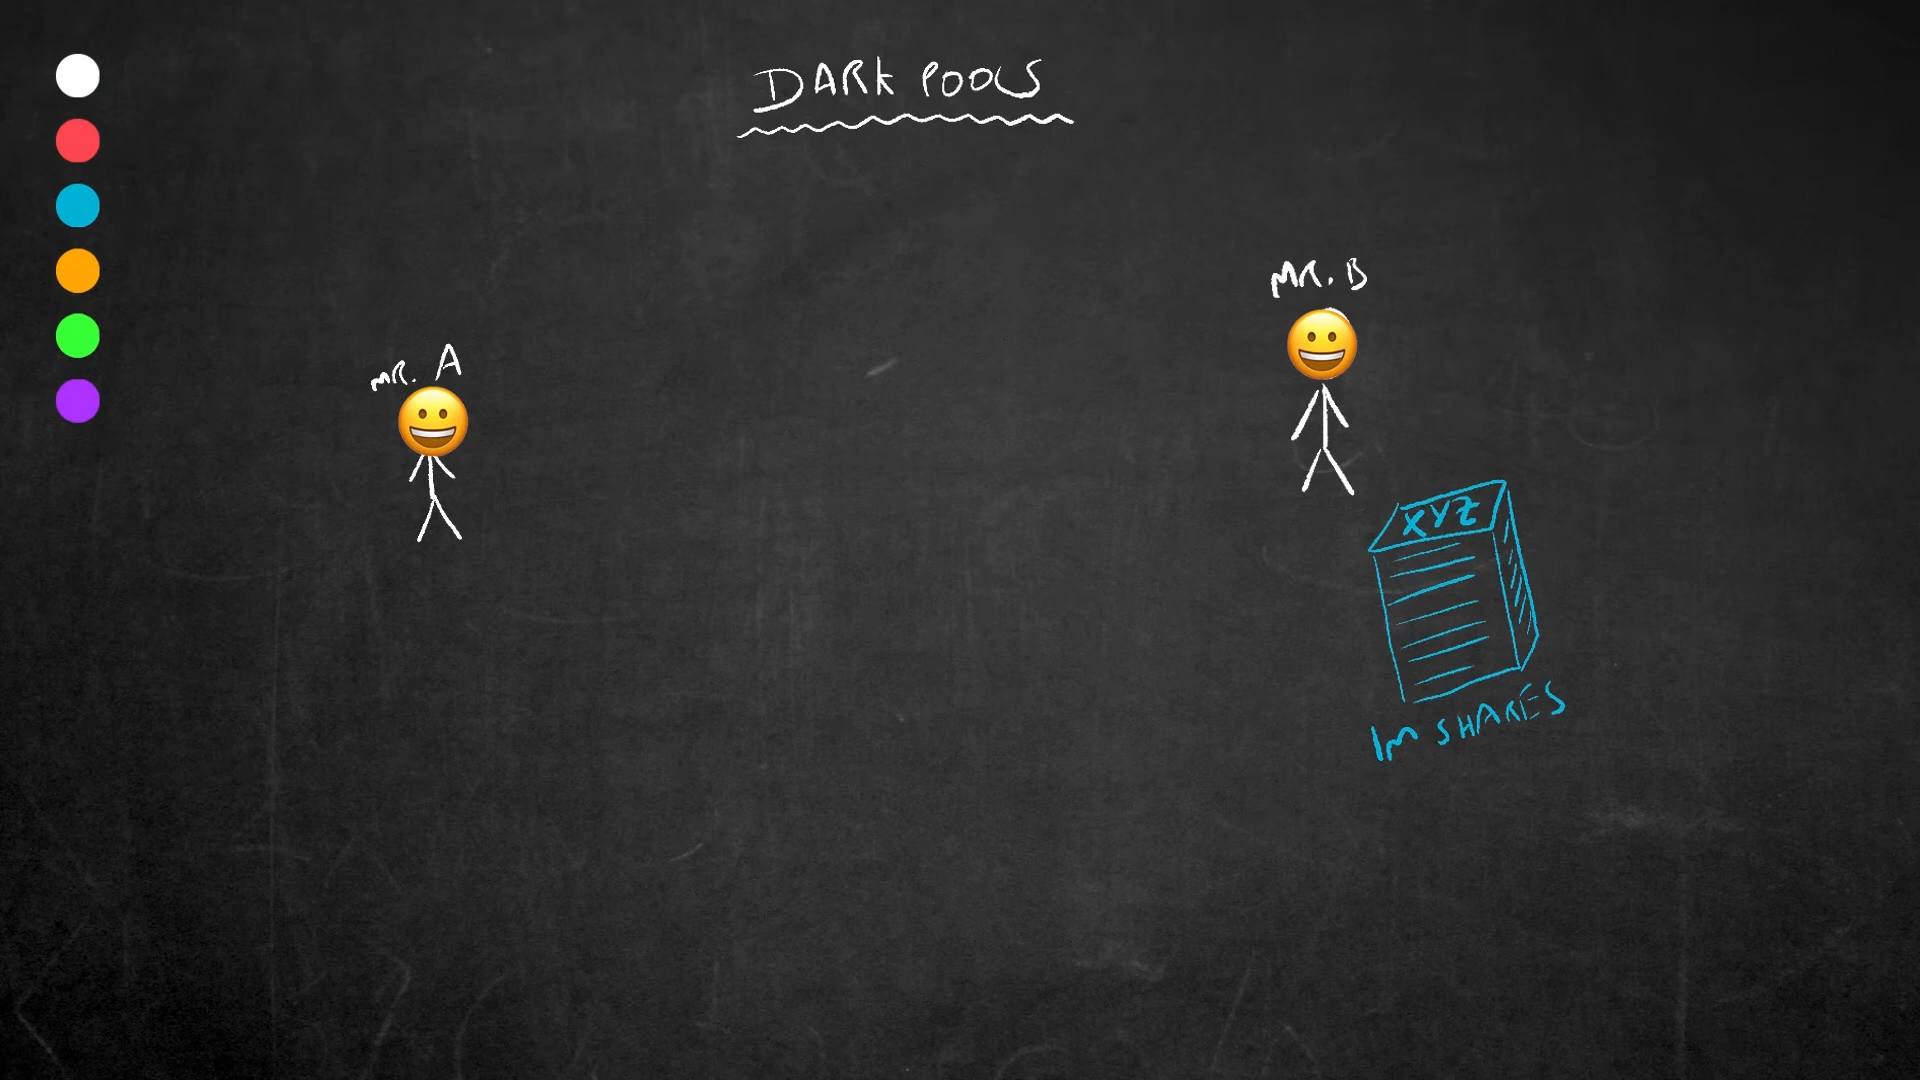 DARK POOLS
MR. B
MR. A
XYZ
1M SHARES